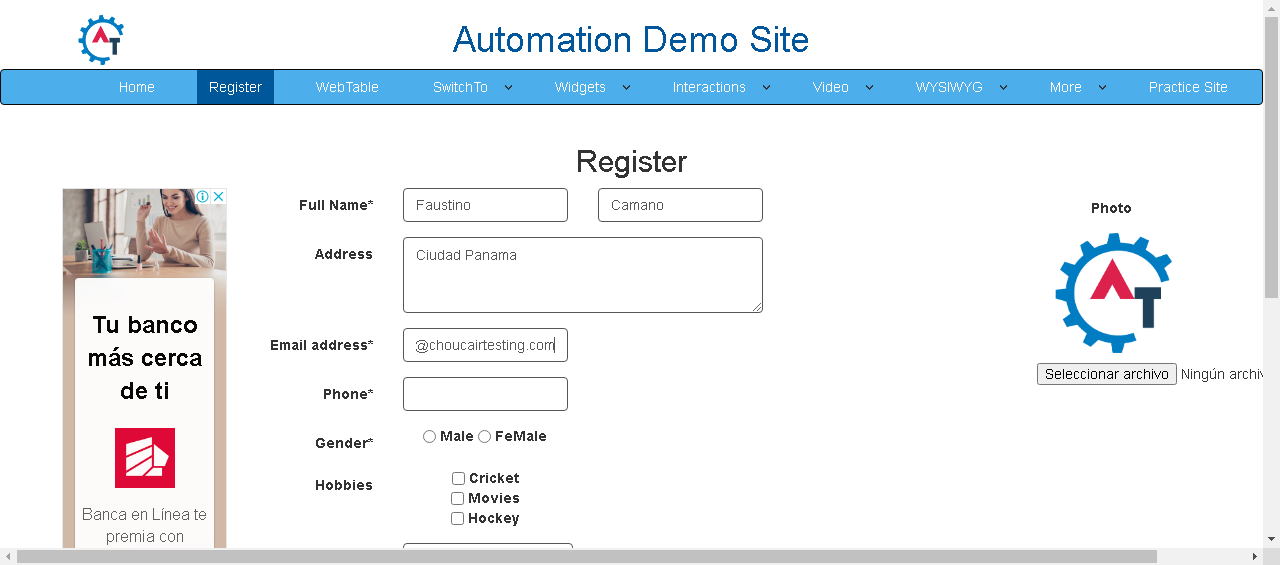 Automation Demo Site
Home Register WebTable SwitchTo Widgets Interactions Video WYSIWYG More Practice Site
Register
Full Name* Faustino Camano
Address Ciudad Panama
Email address* @choucairtesting.com
Phone*
Gender* Male FeMale
Hobbies Cricket
Movies
Hockey
Photo
AT
Seleccionar archivo Ningún archiv
Tu banco
más cerca
de ti
Banca en Línea te
premia con